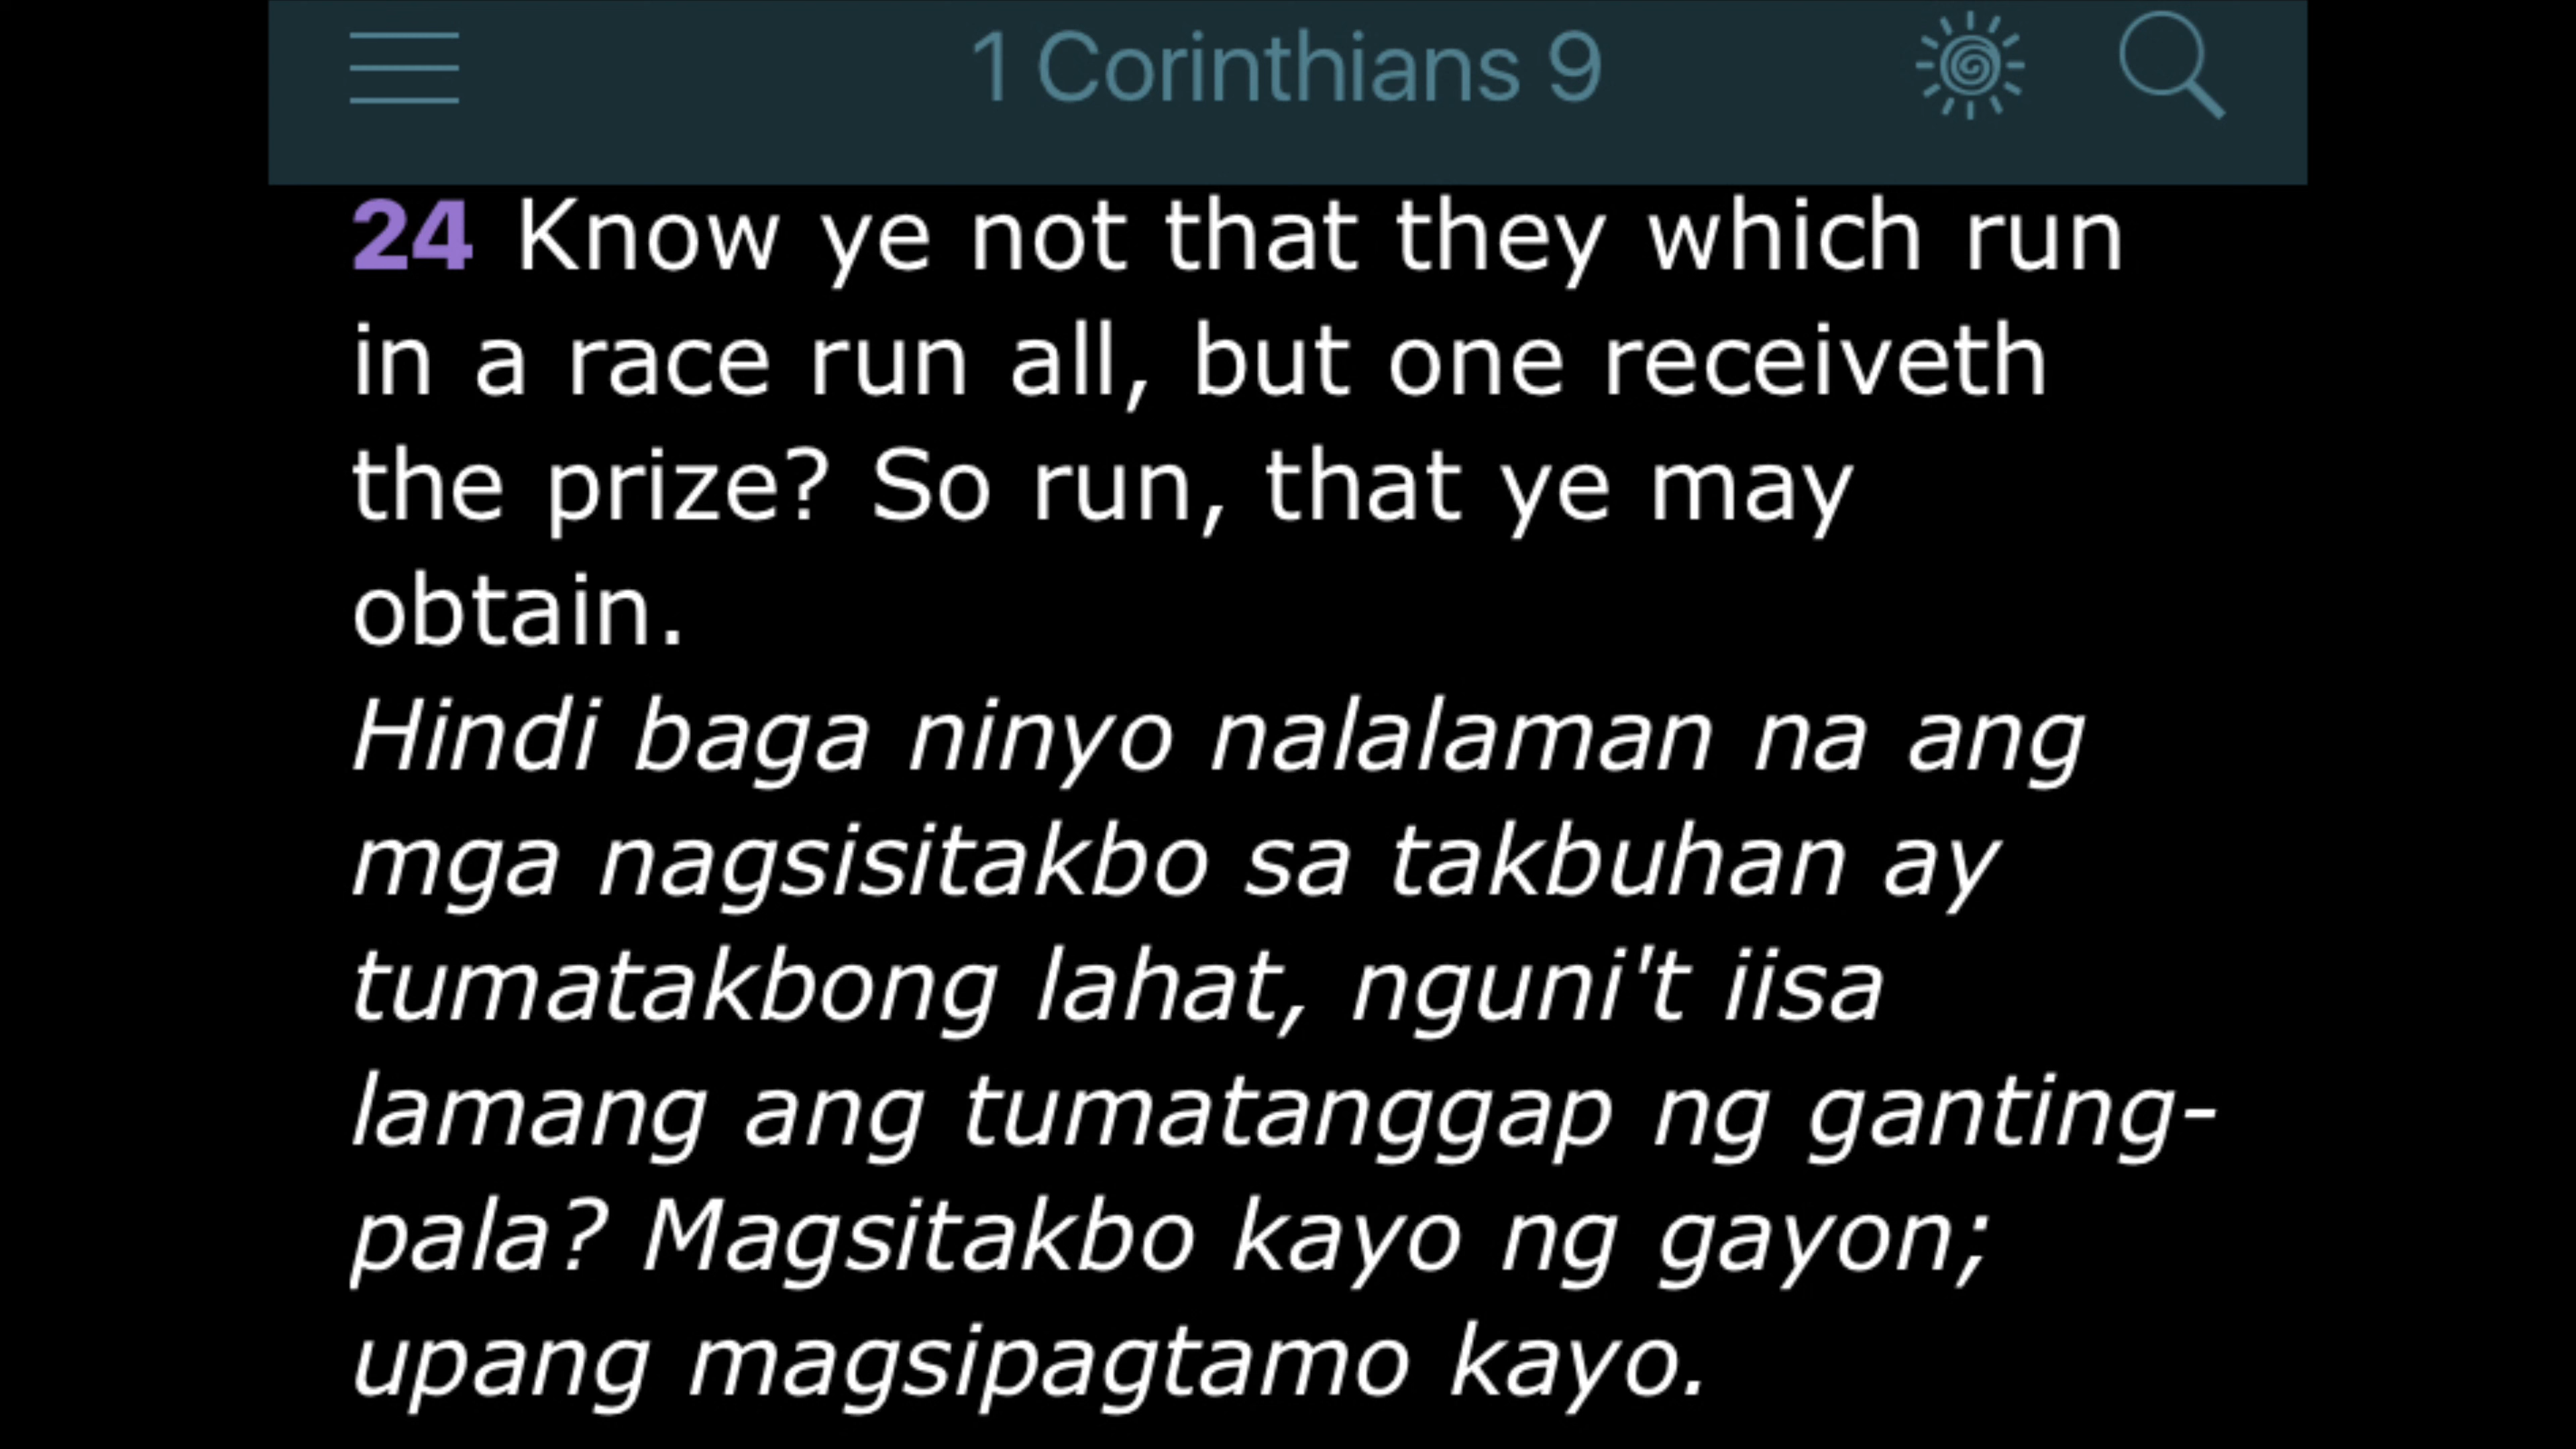 1 Corinthians 9
24 Know ye not that they which run
in a race run all, but one receiveth
the prize? So run, that ye may
obtain.
Hindi baga ninyo nalalaman na ang
mga nagsisitakbo sa takbuhan ay
tumatakbong lahat, nguni't iisa
lamang ang tumatanggap ng ganting-
pala? Magsitakbo kayo ng gayon;
upang magsipagtamo kayo.